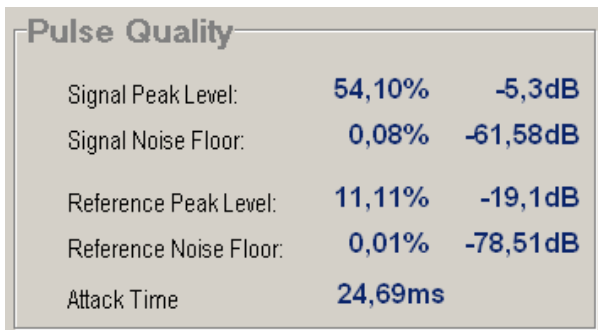 Pulse Quality
Signal Peak Level: 54,10% -5,3dB
Signal Noise Floor: 0,08% -61,58dB
Reference Peak Level: 11,11% -19,1dB
Reference Noise Floor: 0,01% -78,51dB
Attack Time 24,69ms